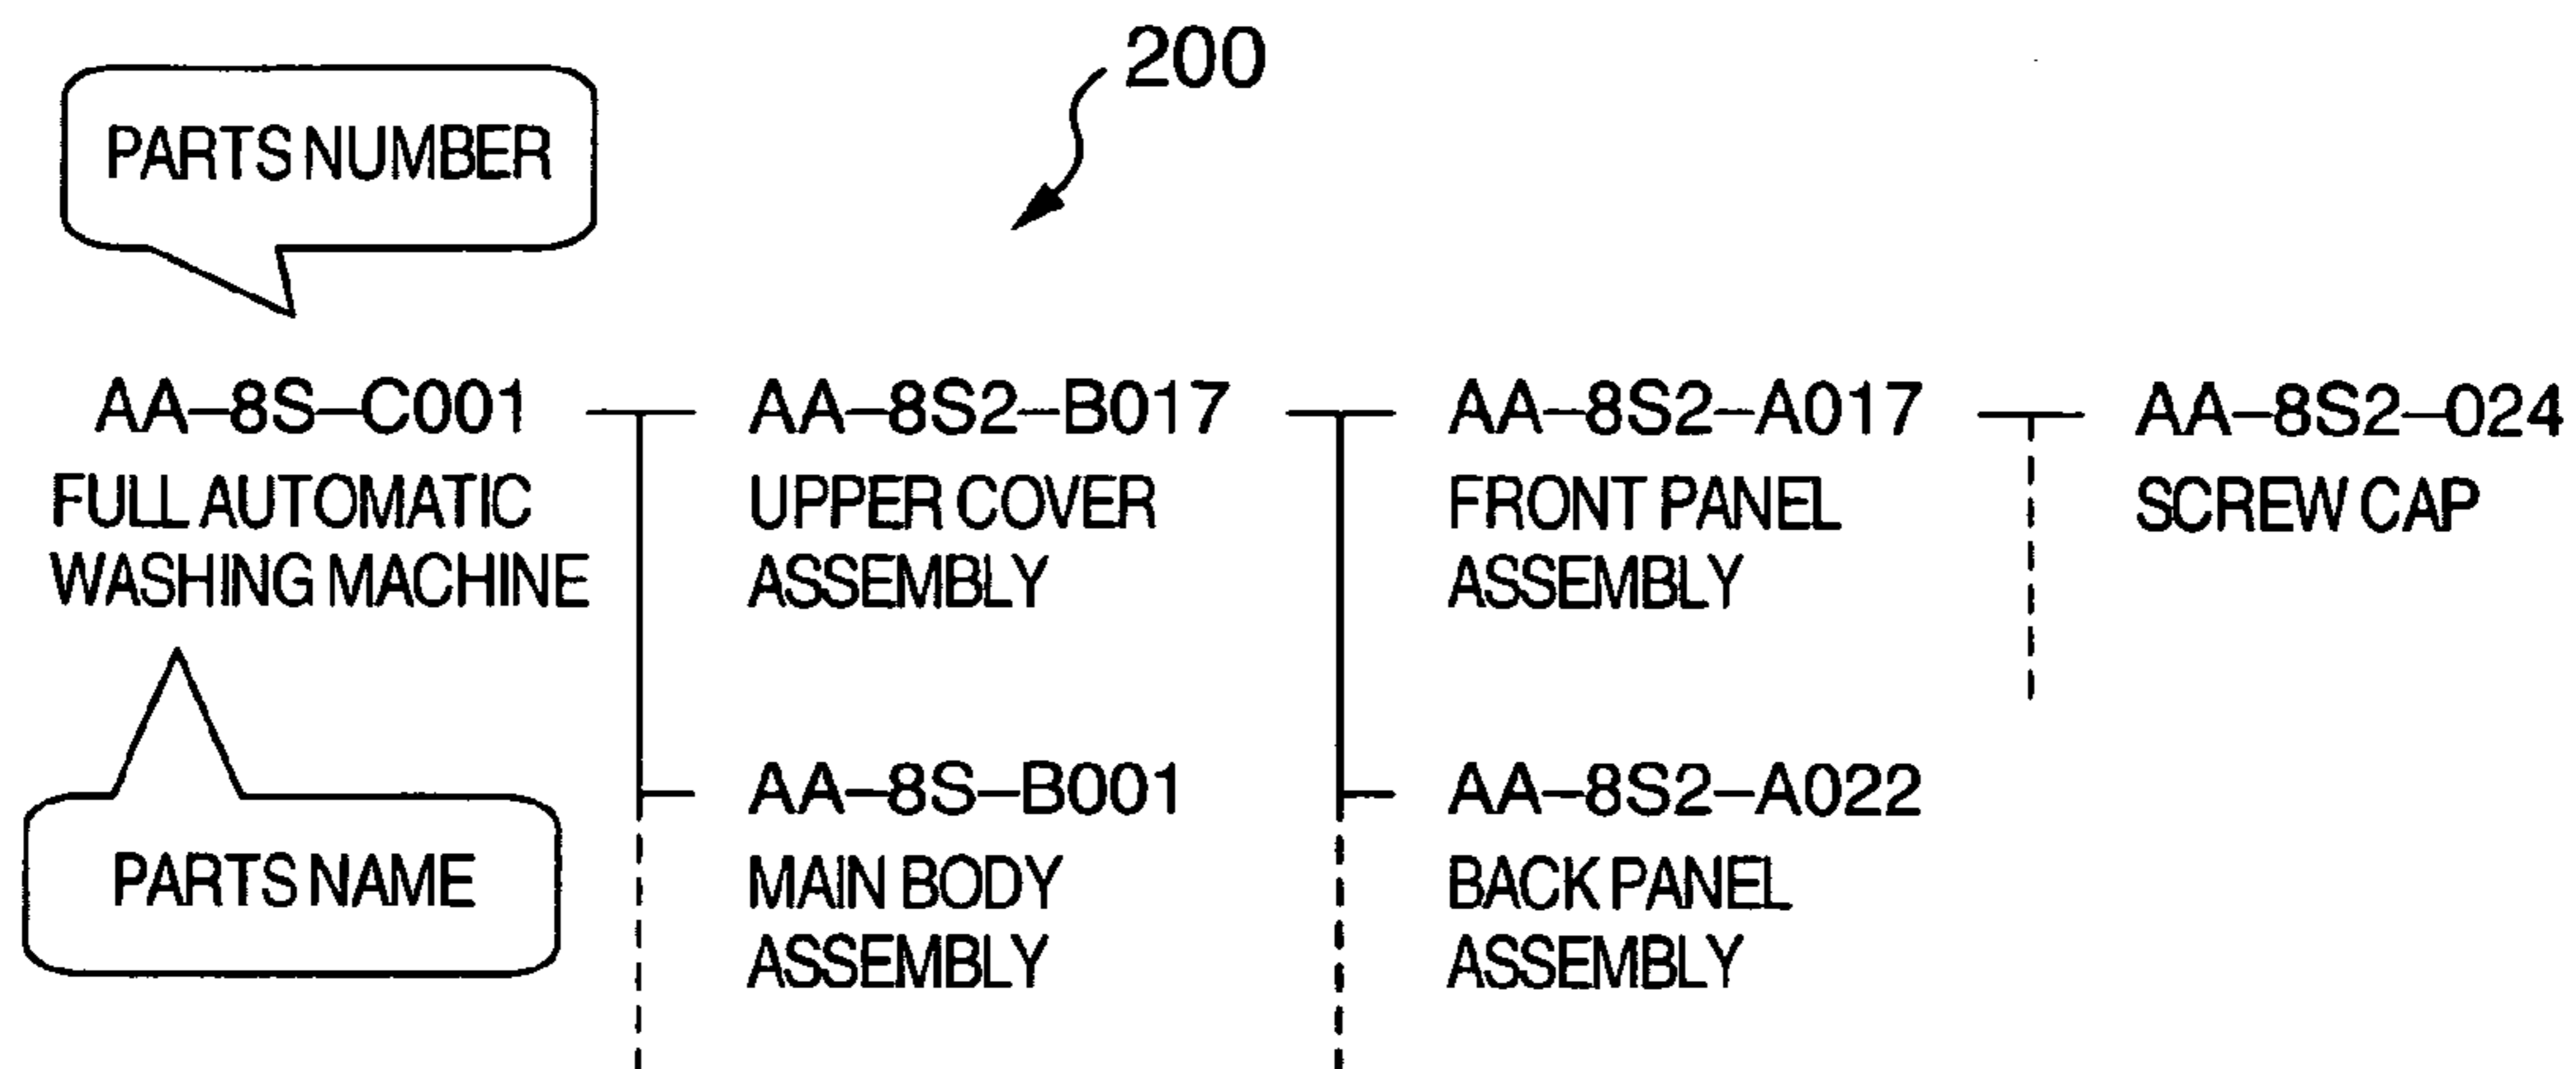 200
PARTS NUMBER
AA–8S–C001
FULL AUTOMATIC
WASHING MACHINE
PARTS NAME
AA–8S2–B017
UPPER COVER
ASSEMBLY
AA–8S–B001
MAIN BODY
ASSEMBLY
AA–8S2–A017
FRONT PANEL
ASSEMBLY
AA–8S2–A022
BACK PANEL
ASSEMBLY
AA–8S2–024
SCREW CAP